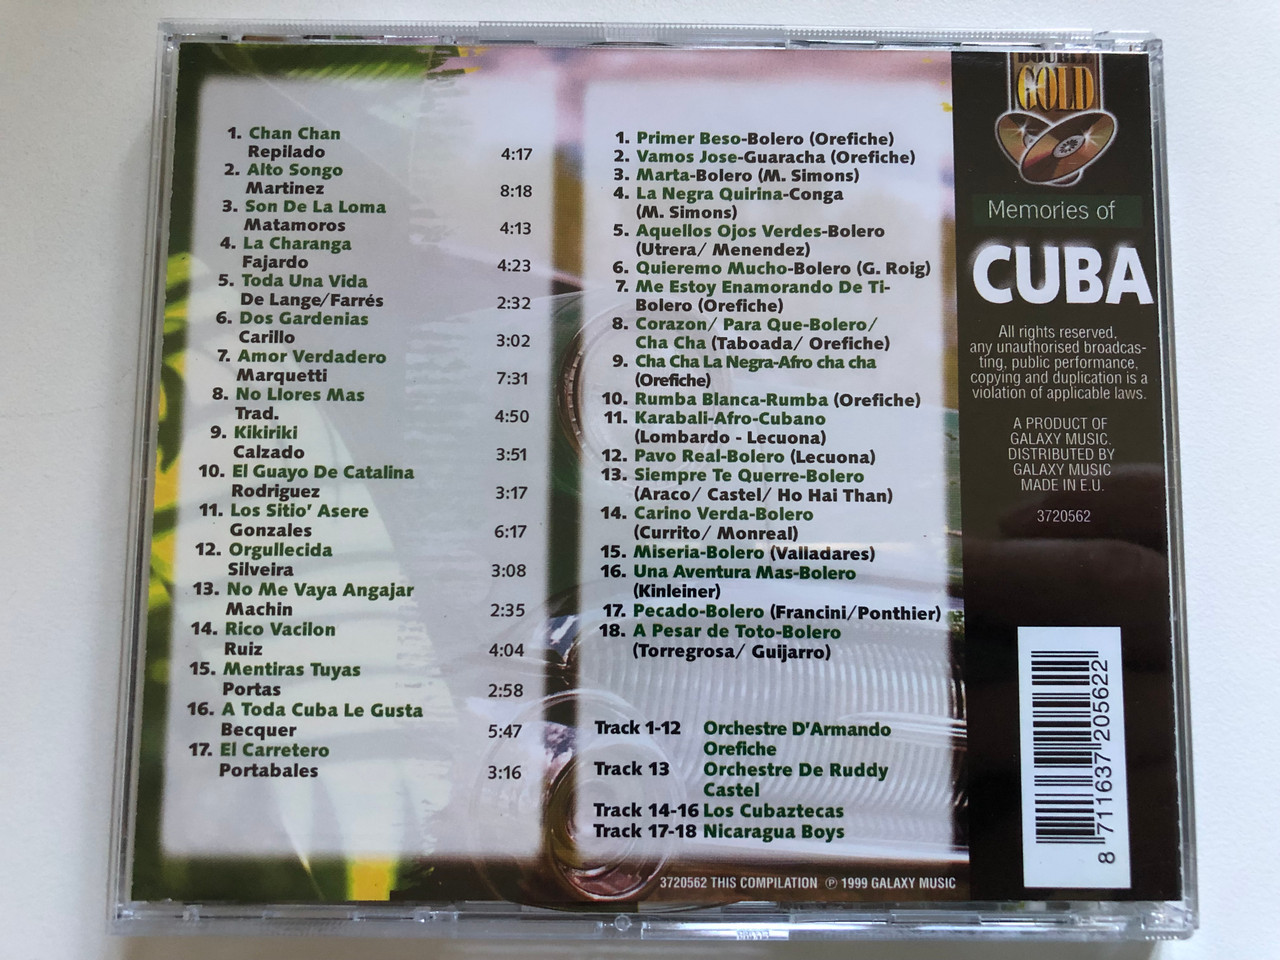 1. Chan Chan
Repilado 4:17
2. Alto Songo
Martinez 8:18
3. Son De La Loma
Matamoros 4:13
4. La Charanga
Fajardo 4:23
5. Toda Una Vida
De Lange/Farrés 2:32
6. Dos Gardenias
Carillo 3:02
7. Amor Verdadero
Marquetti 7:31
8. No Llores Mas
Trad. 4:50
9. Kikiriki
Calzado 3:51
10. El Guayo De Catalina
Rodriguez 3:17
11. Los Sitio' Asere
Gonzales 6:17
12. Orgullecida
Silveira 3:08
13. No Me Vaya Angajar
Machin 2:35
14. Rico Vacilon
Ruiz 4:04
15. Mentiras Tuyas
Portas 2:58
16. A Toda Cuba Le Gusta
Becquer 5:47
17. El Carretero
Portabales 3:16
1. Primer Beso-Bolero (Orefiche)
2. Vamos Jose-Guaracha (Orefiche)
3. Marta-Bolero (M. Simons)
4. La Negra Quirina-Conga
(M. Simons)
5. Aquellos Ojos Verdes-Bolero
(Utrera/ Menendez)
6. Quieremo Mucho-Bolero (G. Roig)
7. Me Estoy Enamorando De Ti-
Bolero (Orefiche)
8. Corazon/ Para Que-Bolero/
Cha Cha (Taboada/ Orefiche)
9. Cha Cha La Negra-Afro cha cha
(Orefiche)
10. Rumba Blanca-Rumba (Orefiche)
11. Karabali-Afro-Cubano
(Lombardo - Lecuona)
12. Pavo Real-Bolero (Lecuona)
13. Siempre Te Querre-Bolero
(Araco/ Castel/ Ho Hai Than)
14. Carino Verda-Bolero
(Currito/ Monreal)
15. Miseria-Bolero (Valladares)
16. Una Aventura Mas-Bolero
(Kinleiner)
17. Pecado-Bolero (Francini/Ponthier)
18. A Pesar de Toto-Bolero
(Torregrosa/ Guijarro)
Track 1-12 Orchestre D'Armando
Orefiche
Track 13 Orchestre De Ruddy
Castel
Track 14-16 Los Cubaztecas
Track 17-18 Nicaragua Boys
3720562 THIS COMPILATION ℗ 1999 GALAXY MUSIC
DOUBLE
GOLD
Memories of
CUBA
All rights reserved,
any unauthorised broadcas-
ting, public performance,
copying and duplication is a
violation of applicable laws.
A PRODUCT OF
GALAXY MUSIC.
DISTRIBUTED BY
GALAXY MUSIC
MADE IN E.U.
3720562
8 711637 205622